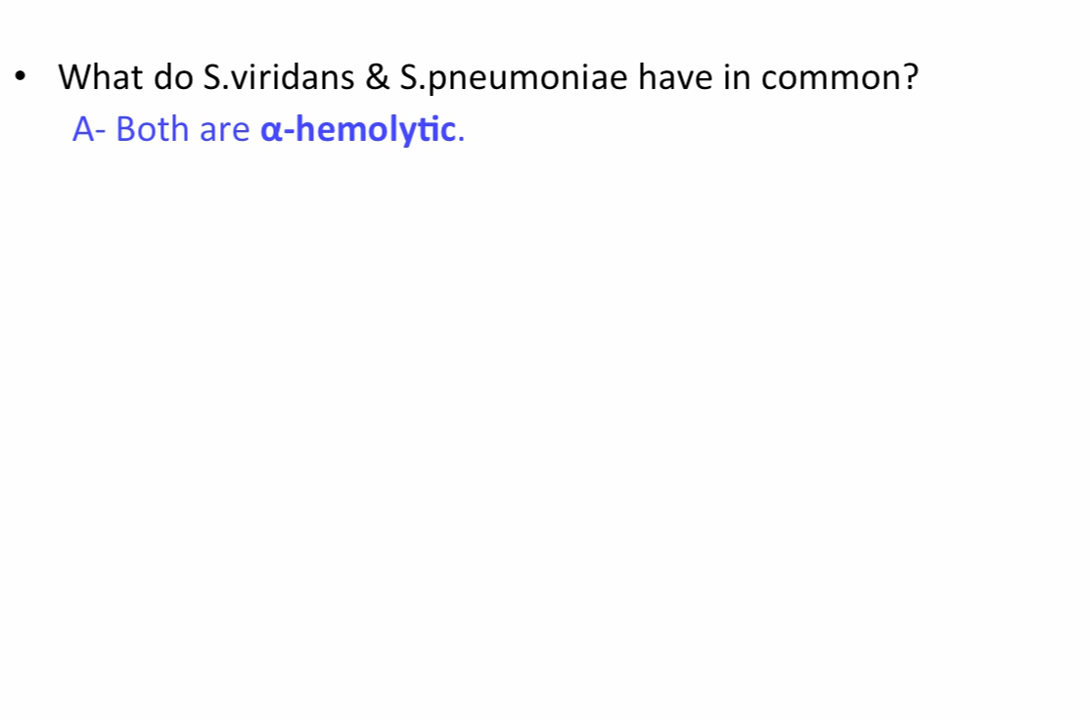 • What do S.viridans & S.pneumoniae have in common?
A- Both are α-hemolytic.